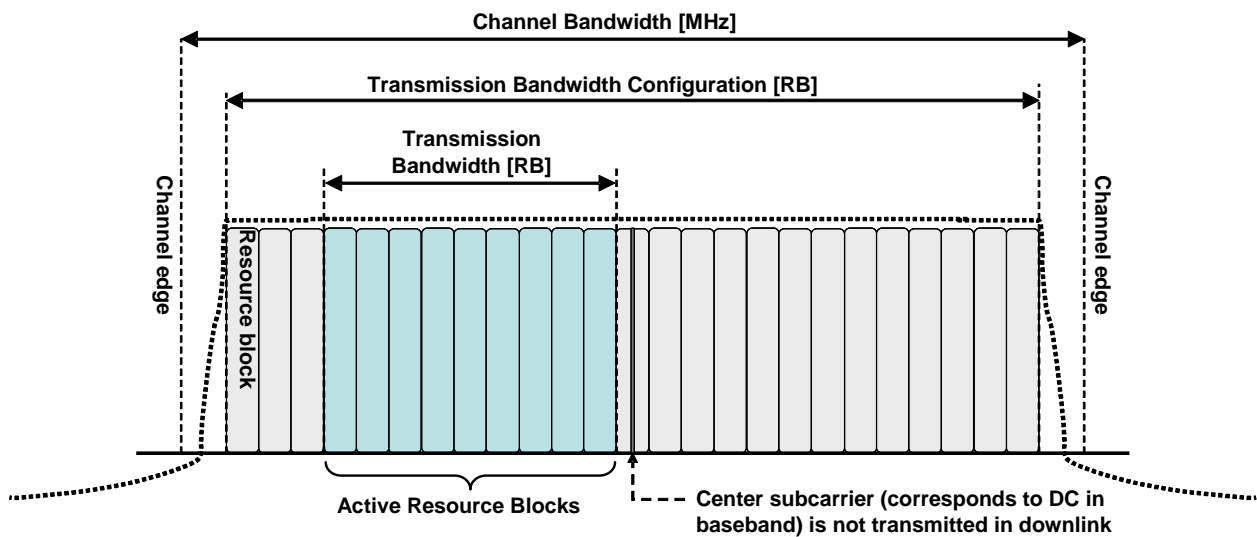 Channel Bandwidth [MHz]
Transmission Bandwidth Configuration [RB]
Transmission
Bandwidth [RB]
Channel edge
Resource block
Channel edge
Active Resource Blocks
Center subcarrier (corresponds to DC in
baseband) is not transmitted in downlink